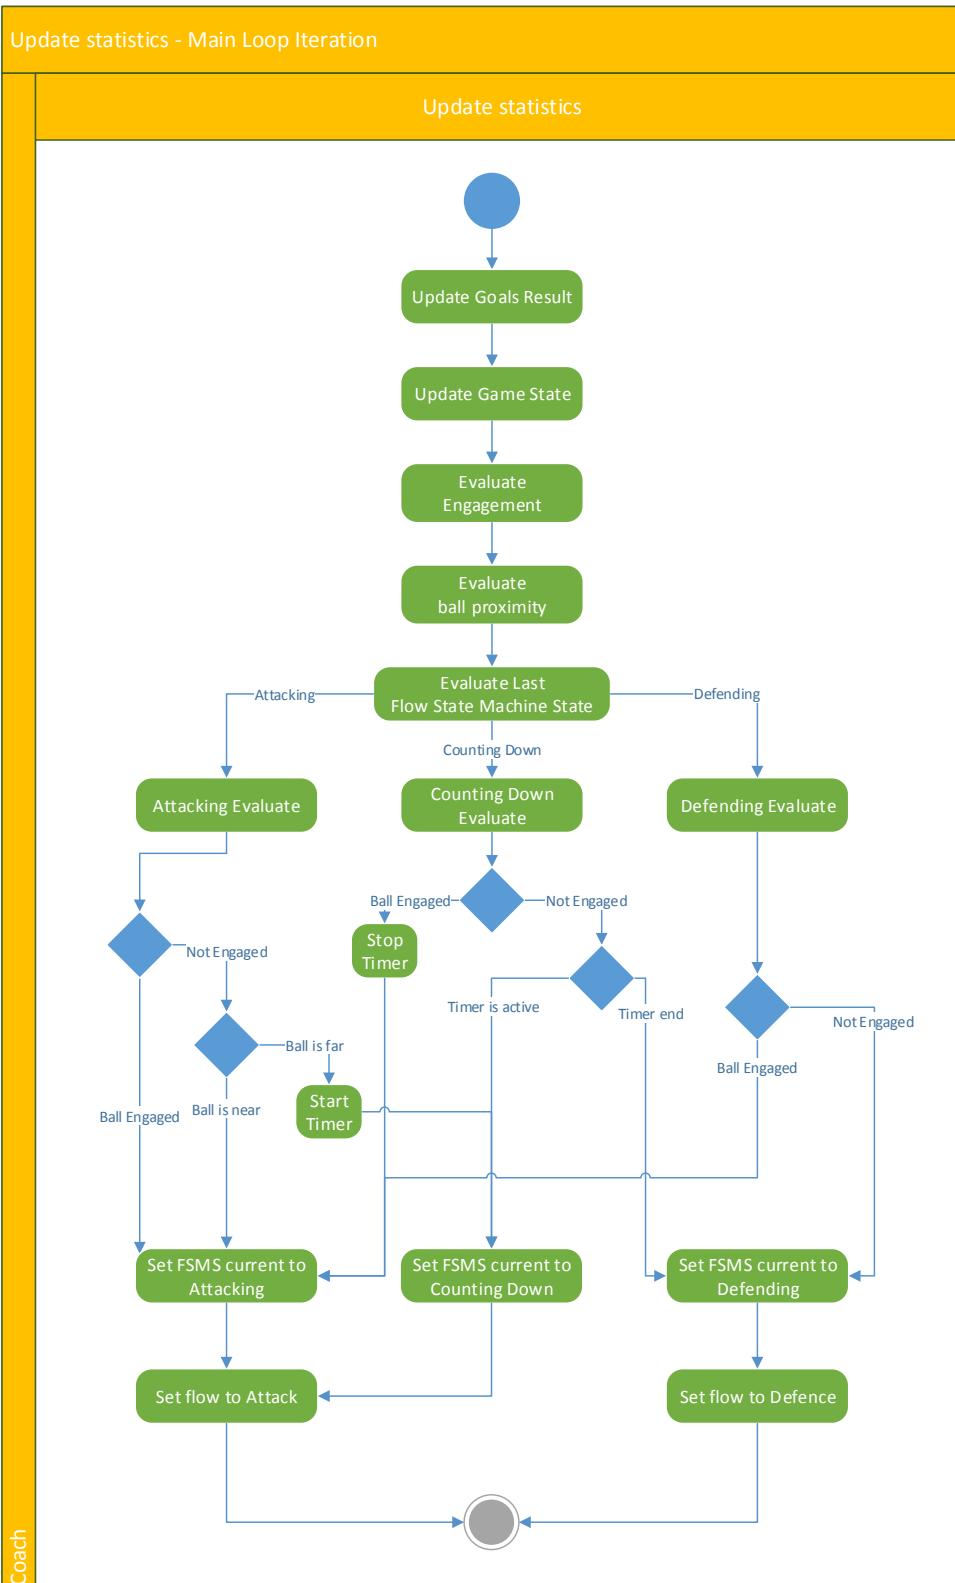 Update statistics - Main Loop Iteration
Update statistics
Update Goals Result
Update Game State
Evaluate
Engagement
Evaluate
ball proximity
Evaluate Last
Flow State Machine State
Attacking
Defending
Counting Down
Attacking Evaluate
Counting Down
Evaluate
Defending Evaluate
Ball Engaged
Not Engaged
Stop
Timer
Not Engaged
Timer is active
Timer end
Not Engaged
Ball is far
Ball Engaged
Start
Timer
Ball is near
Ball Engaged
Set FSMS current to
Attacking
Set FSMS current to
Counting Down
Set FSMS current to
Defending
Set flow to Attack
Set flow to Defence
Coach